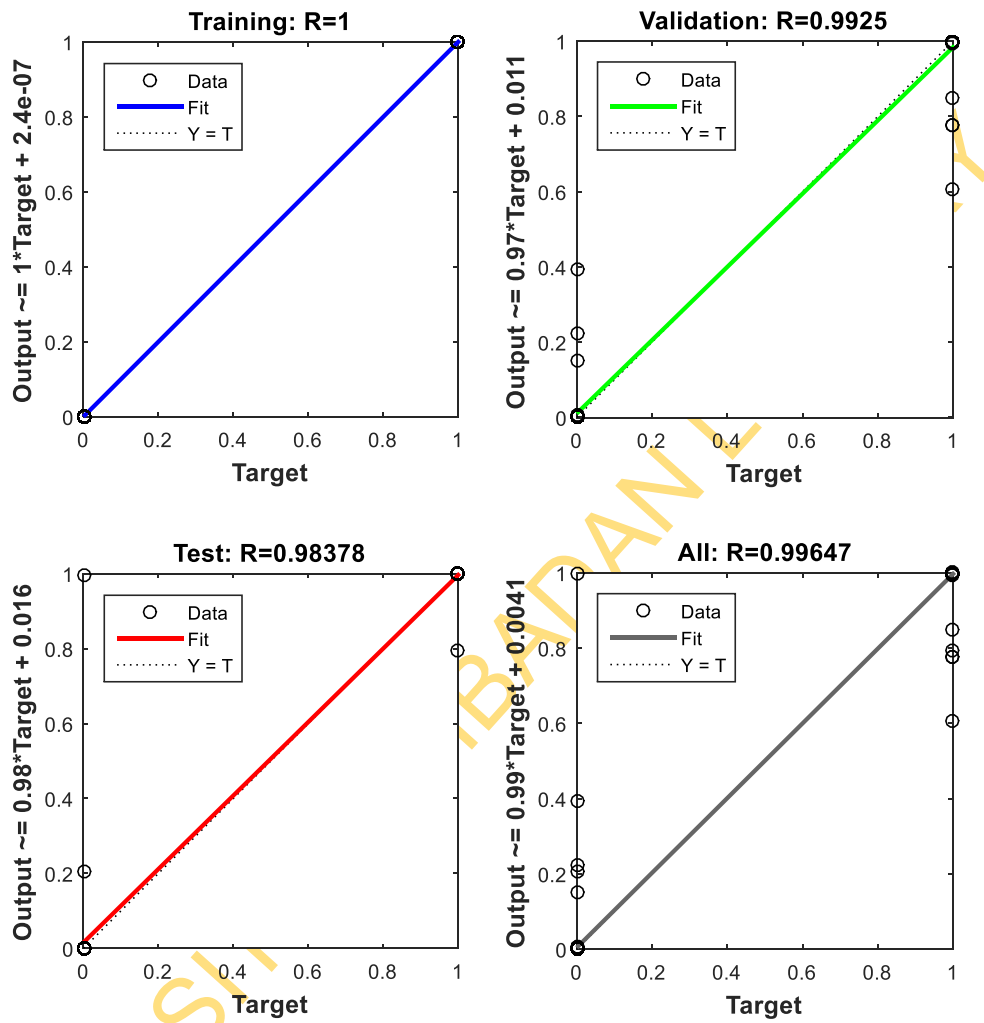 Training: R=1
Output ~= 1*Target + 2.4e-07
1
0.8
0.6
0.4
0.2
0
Data
Fit
Y = T
0
0.2
0.4
0.6
0.8
1
Target
Validation: R=0.9925
Output ~= 0.97*Target + 0.011
1
0.8
0.6
0.4
0.2
0
Data
Fit
Y = T
0
0.2
0.4
0.6
0.8
1
Target
Test: R=0.98378
Output ~= 0.98*Target + 0.016
1
0.8
0.6
0.4
0.2
0
Data
Fit
Y = T
0
0.2
0.4
0.6
0.8
1
Target
All: R=0.99647
Output ~= 0.99*Target + 0.0041
1
0.8
0.6
0.4
0.2
0
Data
Fit
Y = T
0
0.2
0.4
0.6
0.8
1
Target
IBADAN